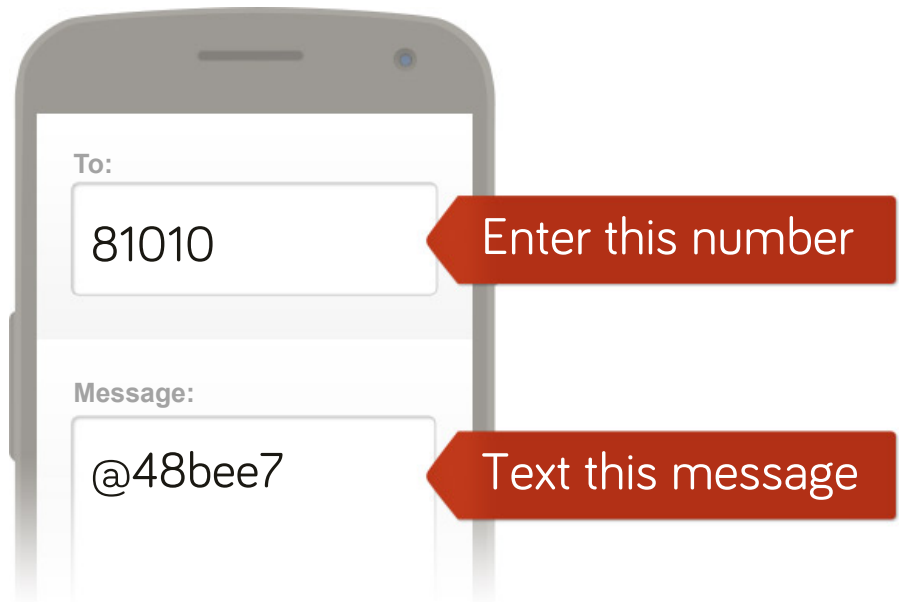 To:
81010
Enter this number
Message:
@48bee7
Text this message